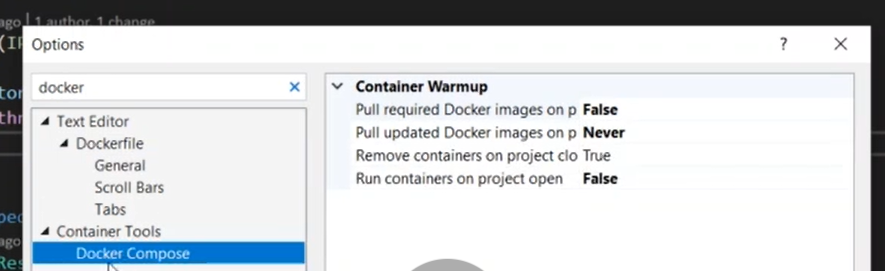 ago | 1 author, 1 change
Options
?
docker
Text Editor
Dockerfile
General
Scroll Bars
Tabs
Container Tools
Docker Compose
Container Warmup
Pull required Docker images on p False
Pull updated Docker images on p Never
Remove containers on project clo True
Run containers on project open False